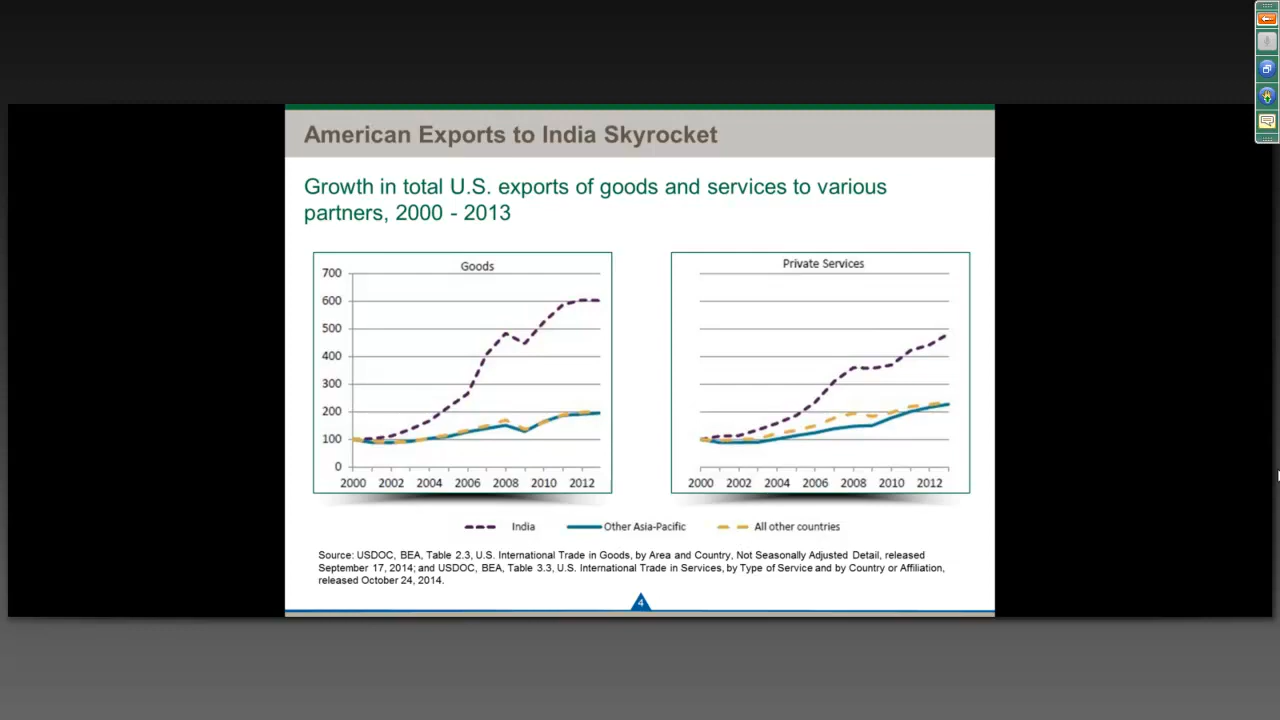 American Exports to India Skyrocket
Growth in total U.S. exports of goods and services to various
partners, 2000 - 2013
Goods
700
600
500
400
300
200
100
0
2000 2002 2004 2006 2008 2010 2012
Private Services
2000 2002 2004 2006 2008 2010 2012
India Other Asia-Pacific All other countries
Source: USDOC, BEA, Table 2.3, U.S. International Trade in Goods, by Area and Country, Not Seasonally Adjusted Detail, released
September 17, 2014; and USDOC, BEA, Table 3.3, U.S. International Trade in Services, by Type of Service and by Country or Affiliation,
released October 24, 2014.
4